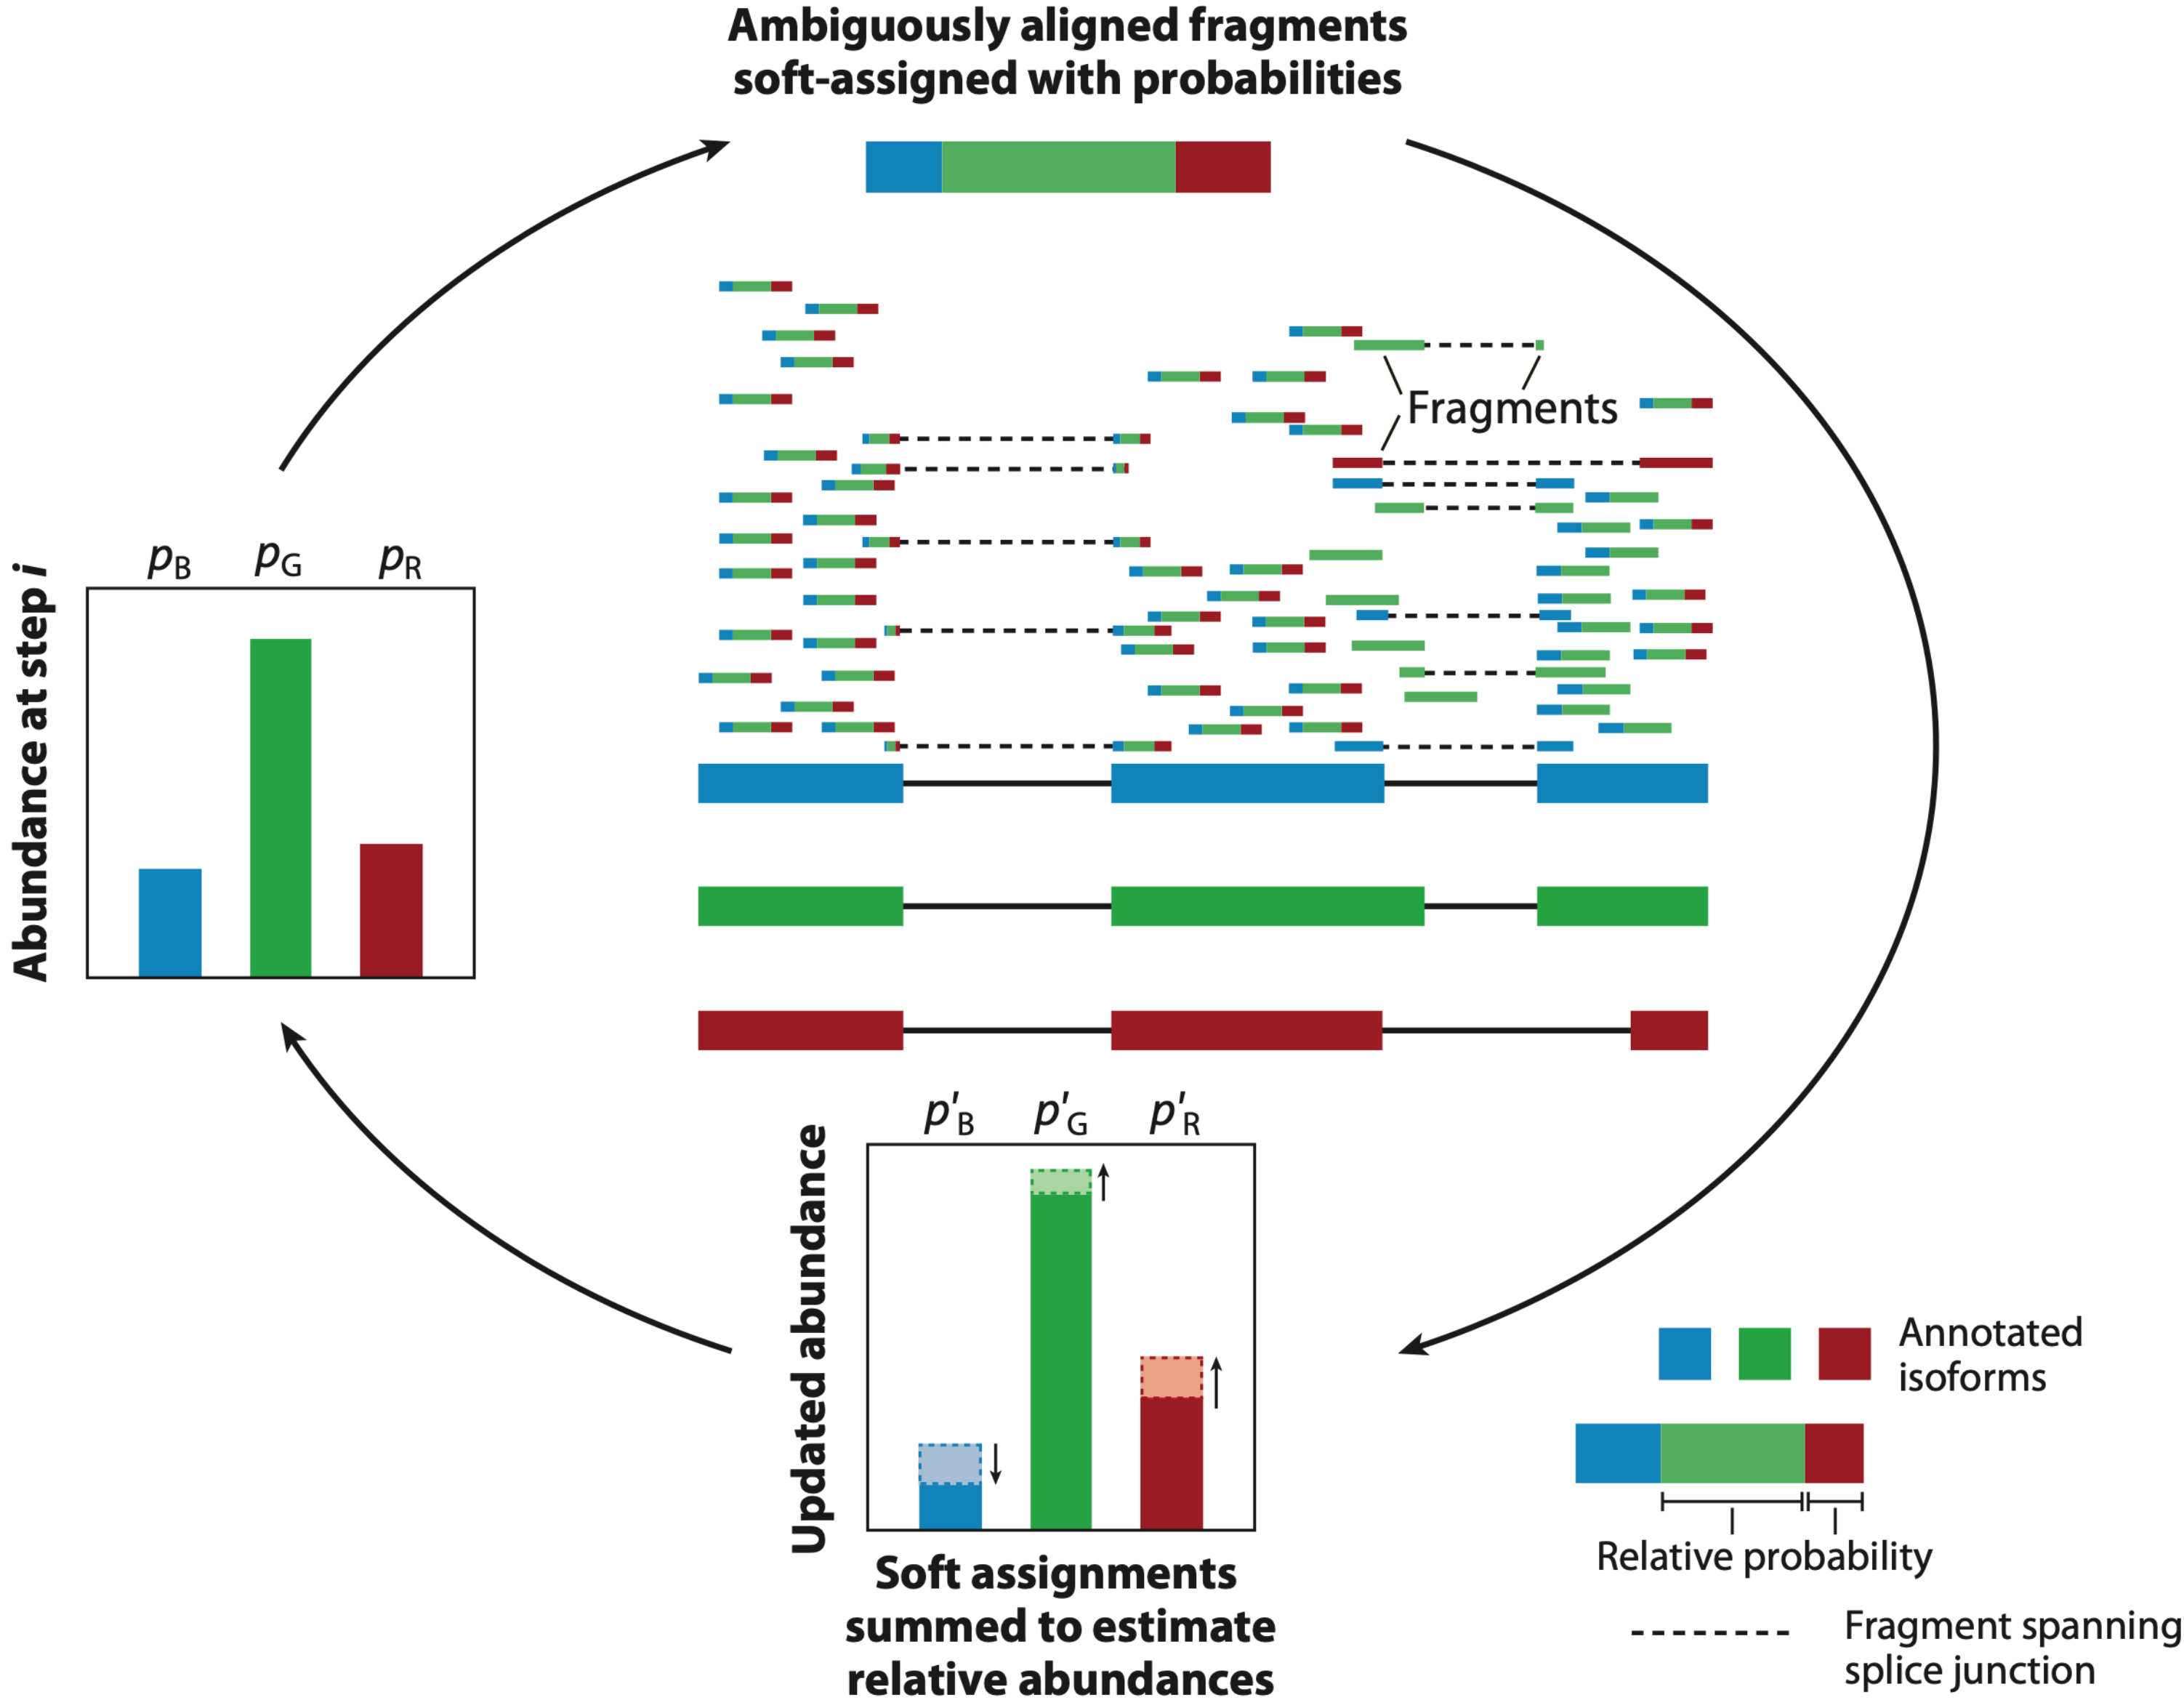 Ambiguously aligned fragments
soft-assigned with probabilities
Fragments
Abundance at step i
pB
pG
pR
Updated abundance
p′B
p′G
p′R
Soft assignments
summed to estimate
relative abundances
Annotated
isoforms
Relative probability
Fragment spanning
splice junction